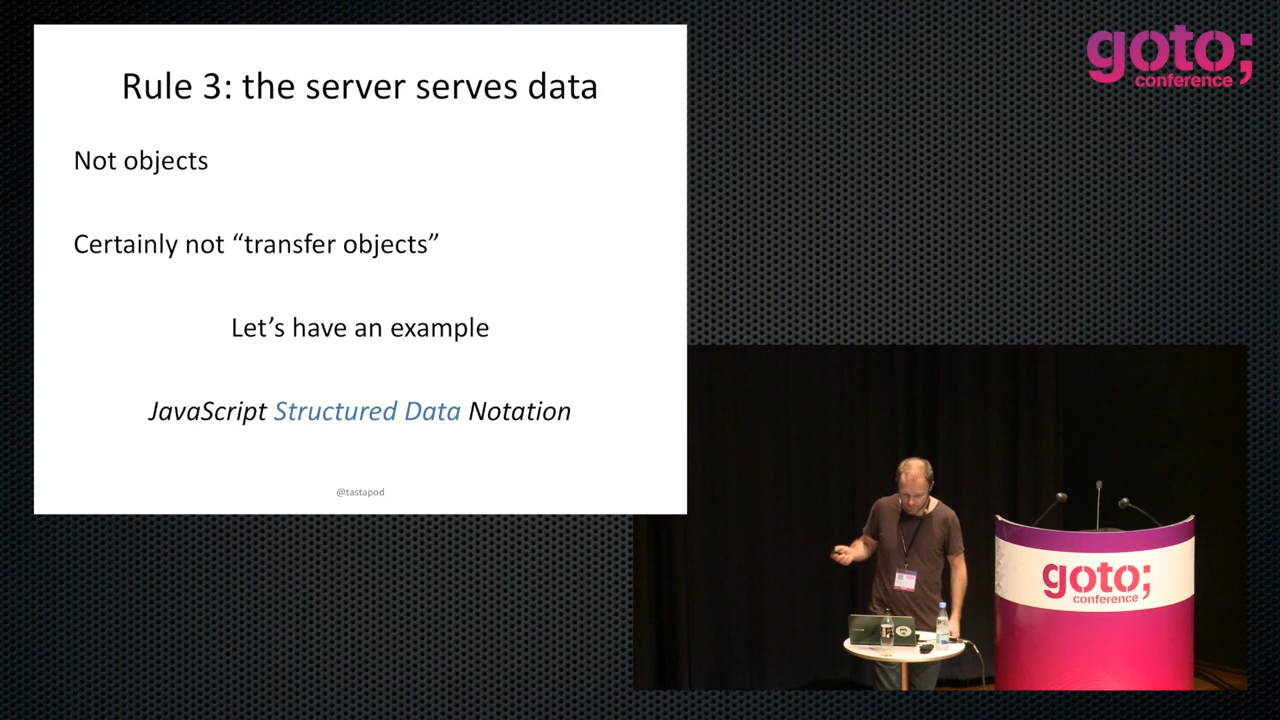 Rule 3: the server serves data
Not objects
Certainly not “transfer objects”
Let’s have an example
JavaScript Structured Data Notation
@tastapod
goto;
conference
goto;
conference